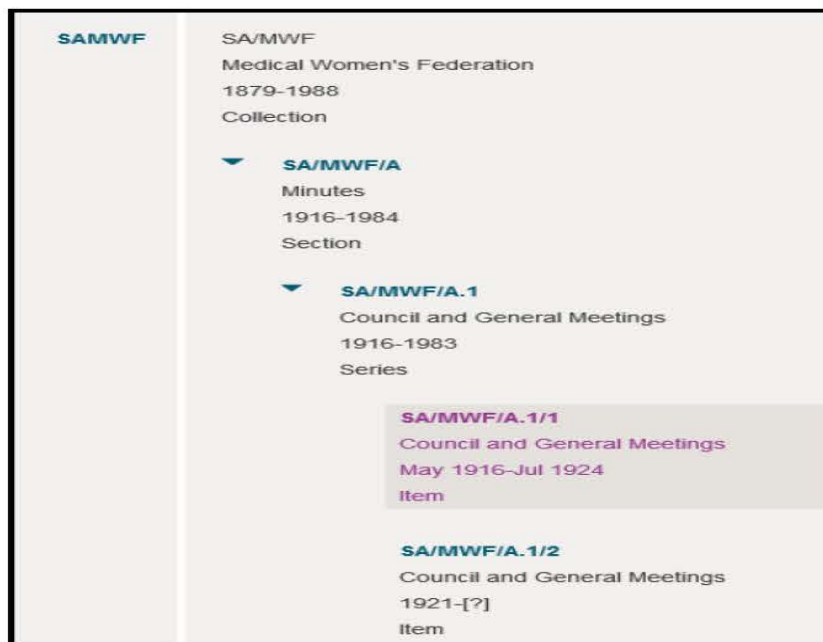 SAMWF
SA/MWF
Medical Women's Federation
1879-1988
Collection
SA/MWF/A
Minutes
1916-1984
Section
SA/MWF/A.1
Council and General Meetings
1916-1983
Series
SA/MWF/A.1/1
Council and General Meetings
May 1916-Jul 1924
Item
SA/MWF/A.1/2
Council and General Meetings
1921-[?]
Item